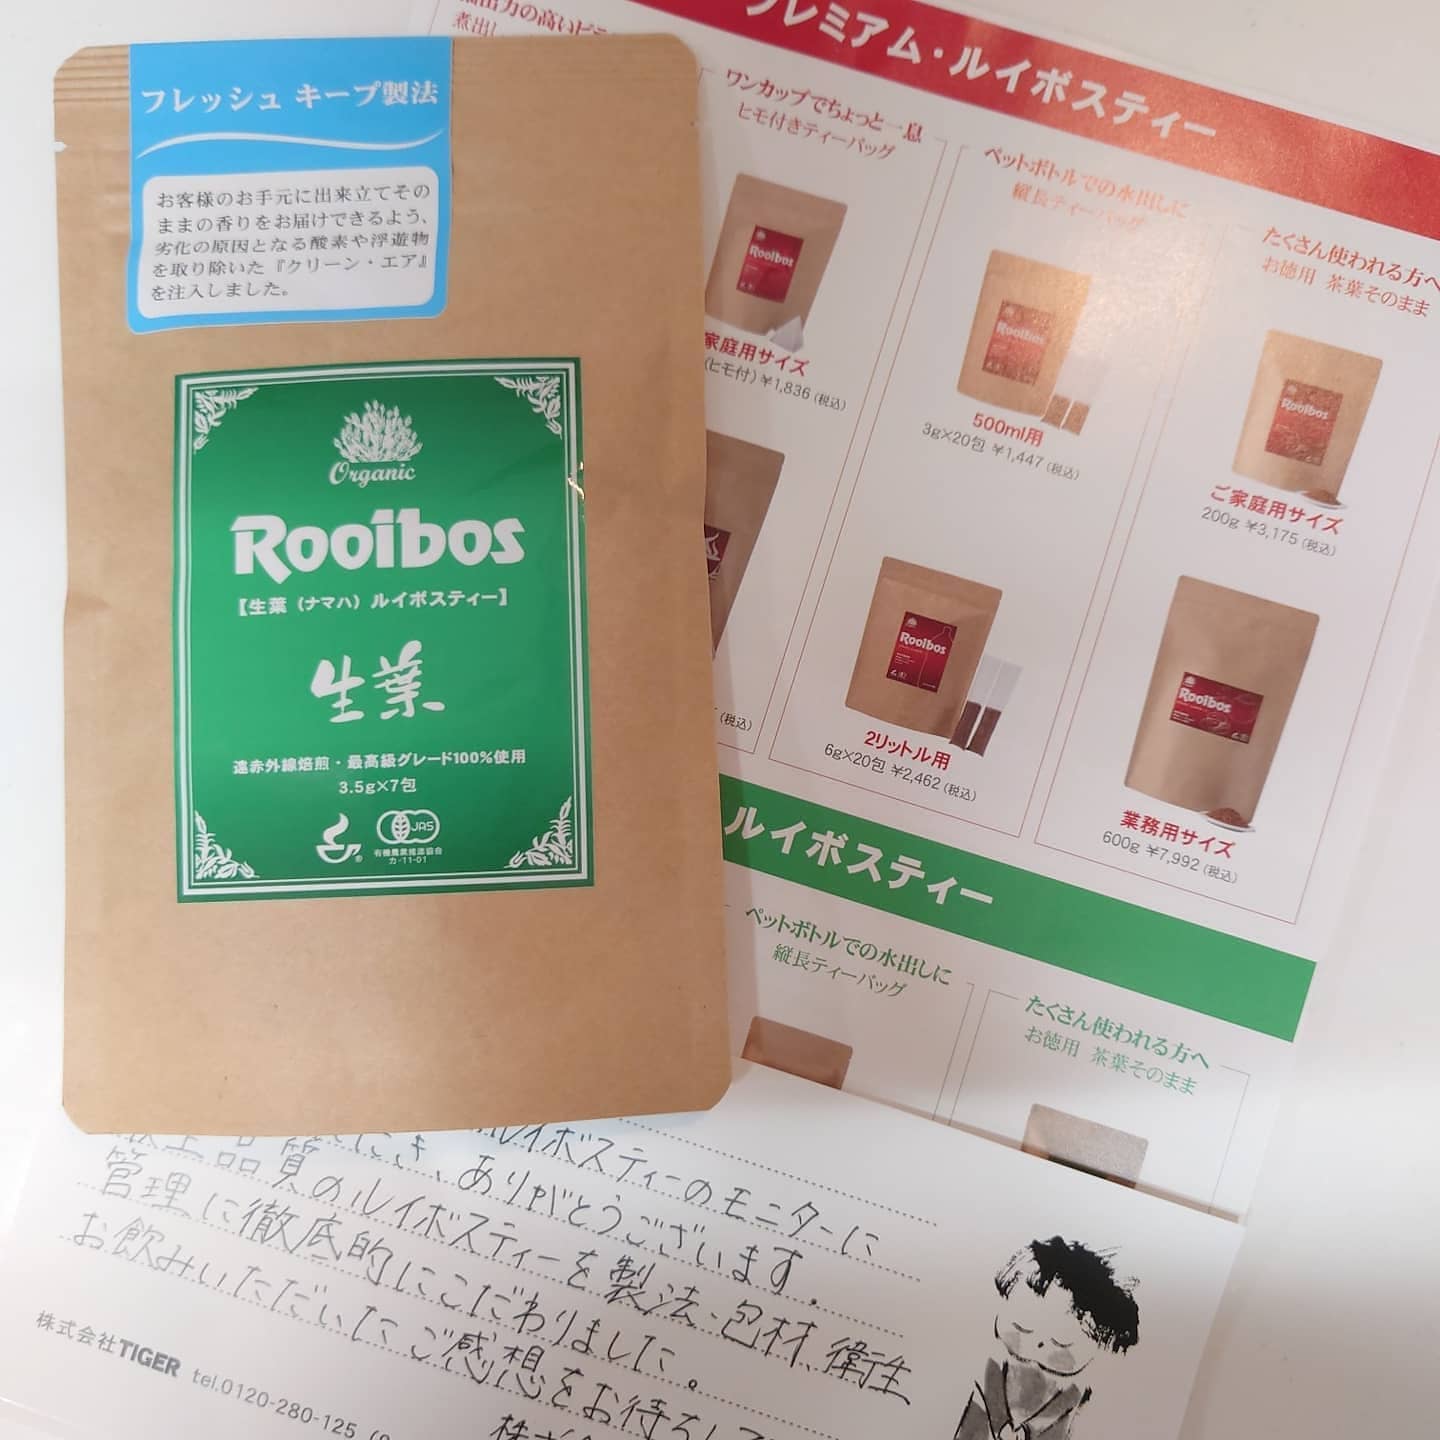 フレッシュ キープ製法
お客様のお手元に出来立てその
ままの香りをお届けできるよう、
劣化の原因となる酸素や浮遊物
を取り除いた『クリーン・エア』
を注入しました。
Organic
Rooibos
【生葉（ナマハ）ルイボスティー】
生葉
遠赤外線焙煎・最高級グレード100%使用
3.5g×7包
JAS
有機農業推進協会
カ-11-01
レミアム・ルイボスティー
煮出し
ワンカップでちょっと一息
ヒモ付きティーバッグ
Rooibos
家庭用サイズ
(ヒモ付) ¥1,836 (税込)
ペットボトルでの水出しに
縦長ティーバッグ
Rooibos
500ml用
3g×20包 ¥1,447 (税込)
たくさん使われる方へ
お徳用 茶葉そのまま
Rooibos
ご家庭用サイズ
200g ¥3,175 (税込)
(税込)
Rooibos
2リットル用
6g×20包 ¥2,462 (税込)
Rooibos
業務用サイズ
600g ¥7,992 (税込)
ルイボスティー
ペットボトルでの水出しに
縦長ティーバッグ
たくさん使われる方へ
お徳用 茶葉そのまま
ルイボスティーのモニターに
ありがとうございます。
品質のルイボスティーを製法・包材、衛生
管理に徹底的にこだわりました。
お飲みいただいたご感想をお待ちして
株式会社TIGER tel.0120-280-125